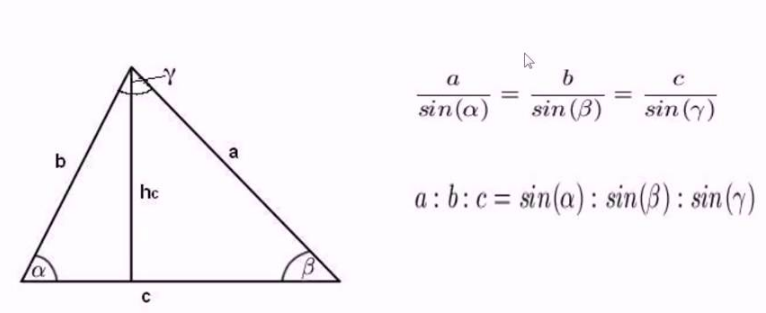 γ
b
a
hc
α
β
c
a/sin(α) = b/sin(β) = c/sin(γ)
a : b : c = sin(α) : sin(β) : sin(γ)